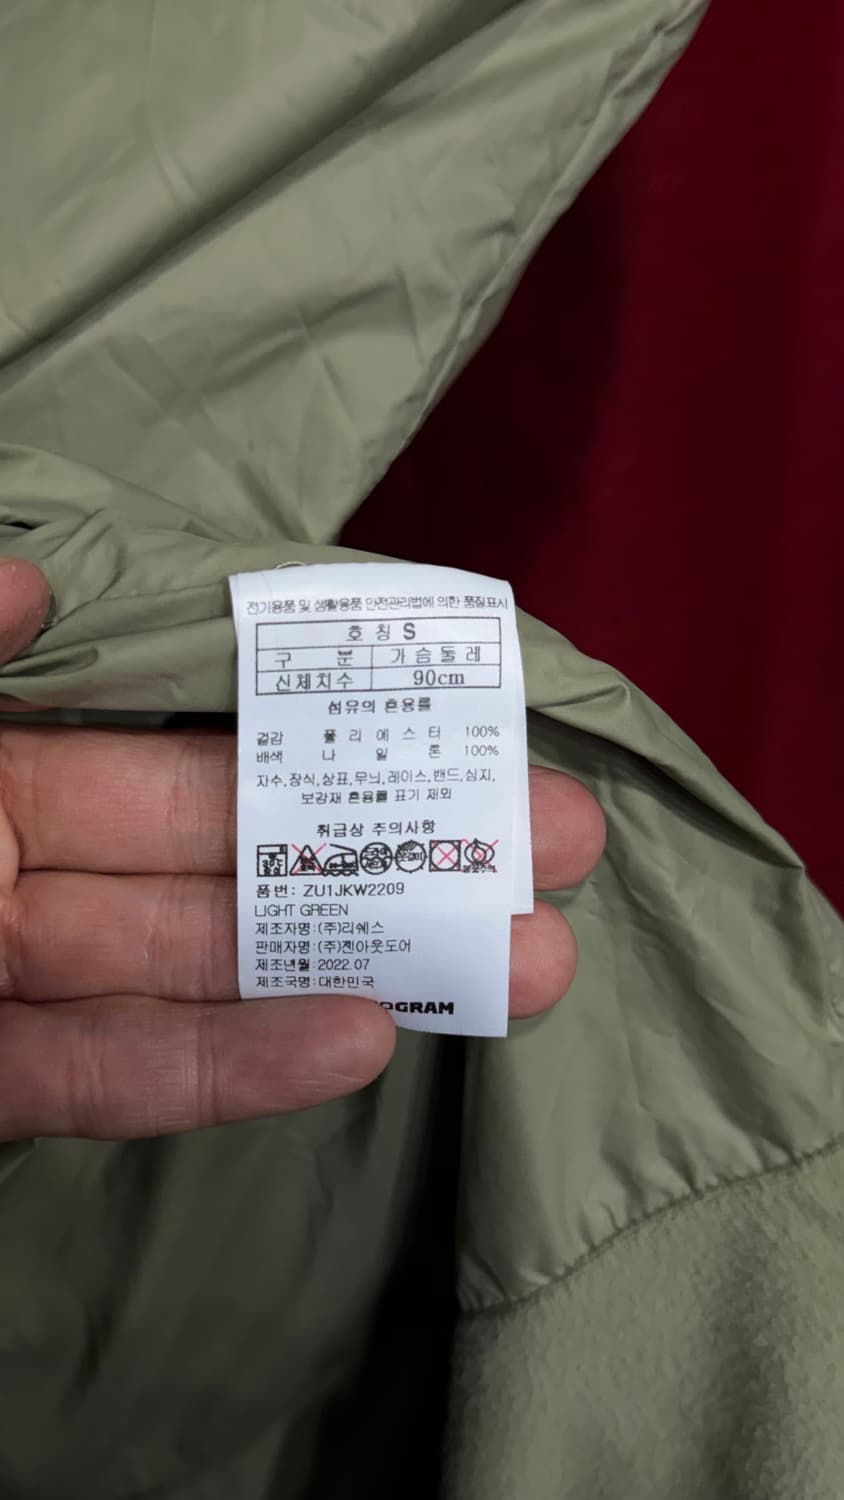 전기용품 및 생활용품 안전관리법에 의한 품질표시
호 칭 S
구 분 가 슴 둘 레
신체치수 90cm
섬유의 혼용률
겉감 폴 리 에 스 터 100%
배색 나 일 론 100%
자수,장식,상표,무늬,레이스,밴드,심지,
보강재 혼용률 표기 제외
취급상 주의사항
품번: ZU1JKW2209
LIGHT GREEN
제조자명:(주)리쉐스
판매자명:(주)젠아웃도어
제조년월:2022.07
제조국명:대한민국
OGRAM